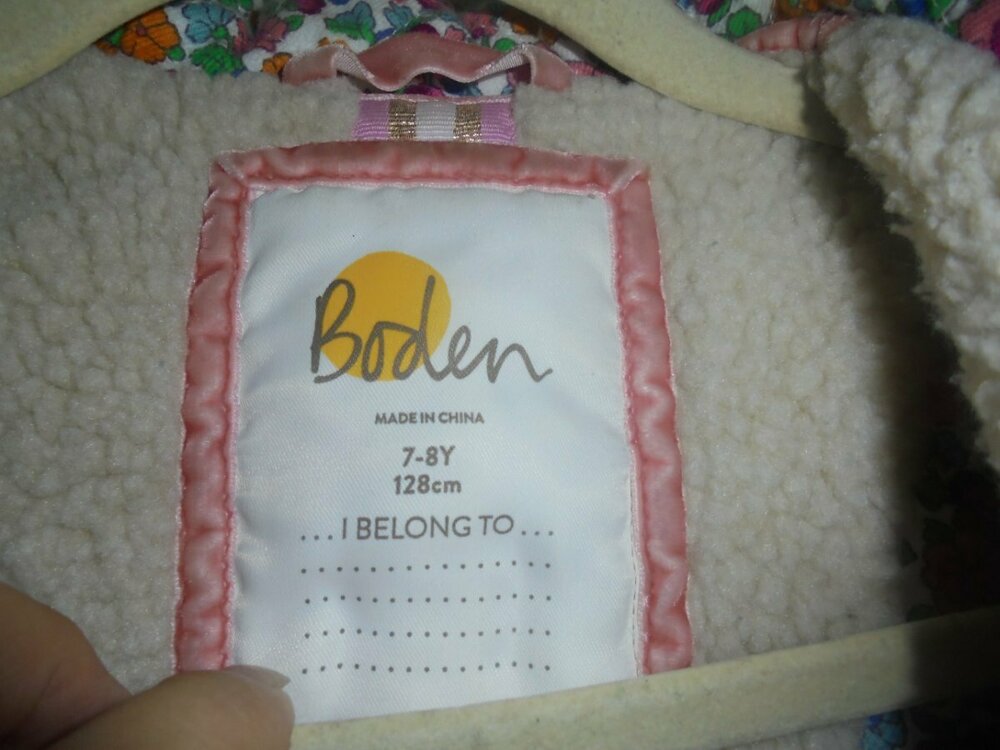 Boden
MADE IN CHINA
7-8Y
128cm
...I BELONG TO...